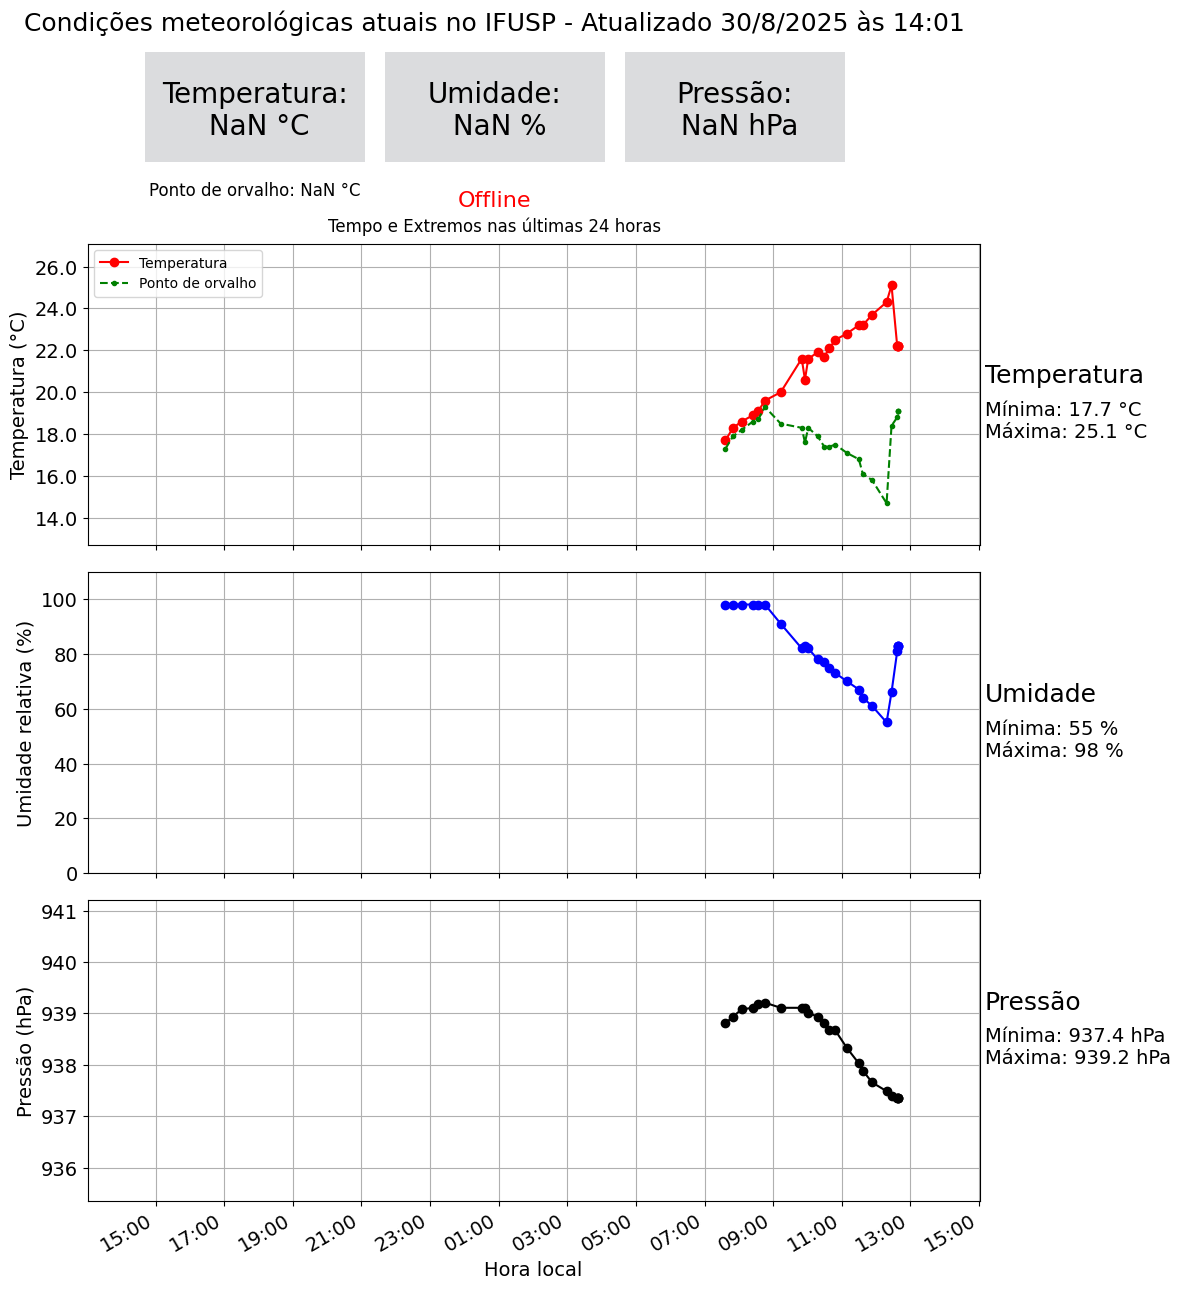 Condições meteorológicas atuais no IFUSP - Atualizado 30/8/2025 às 14:01
Temperatura:
NaN °C
Umidade:
NaN %
Pressão:
NaN hPa
Ponto de orvalho: NaN °C
Offline
Tempo e Extremos nas últimas 24 horas
Temperatura
Ponto de orvalho
Temperatura (°C)
26.0
24.0
22.0
20.0
18.0
16.0
14.0
Temperatura
Mínima: 17.7 °C
Máxima: 25.1 °C
Umidade relativa (%)
100
80
60
40
20
0
Umidade
Mínima: 55 %
Máxima: 98 %
Pressão (hPa)
941
940
939
938
937
936
Pressão
Mínima: 937.4 hPa
Máxima: 939.2 hPa
15:00
17:00
19:00
21:00
23:00
01:00
03:00
05:00
07:00
09:00
11:00
13:00
15:00
Hora local